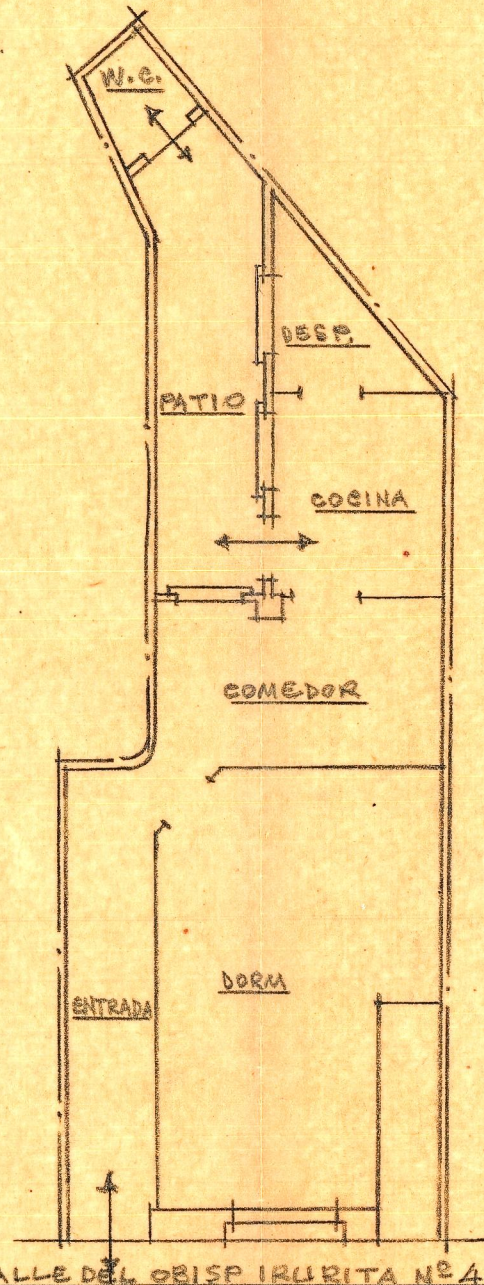 W.C.
DESP.
PATIO
COCINA
COMEDOR
DORM
ENTRADA
ALLE DEL OBISP IRURITA Nº 4